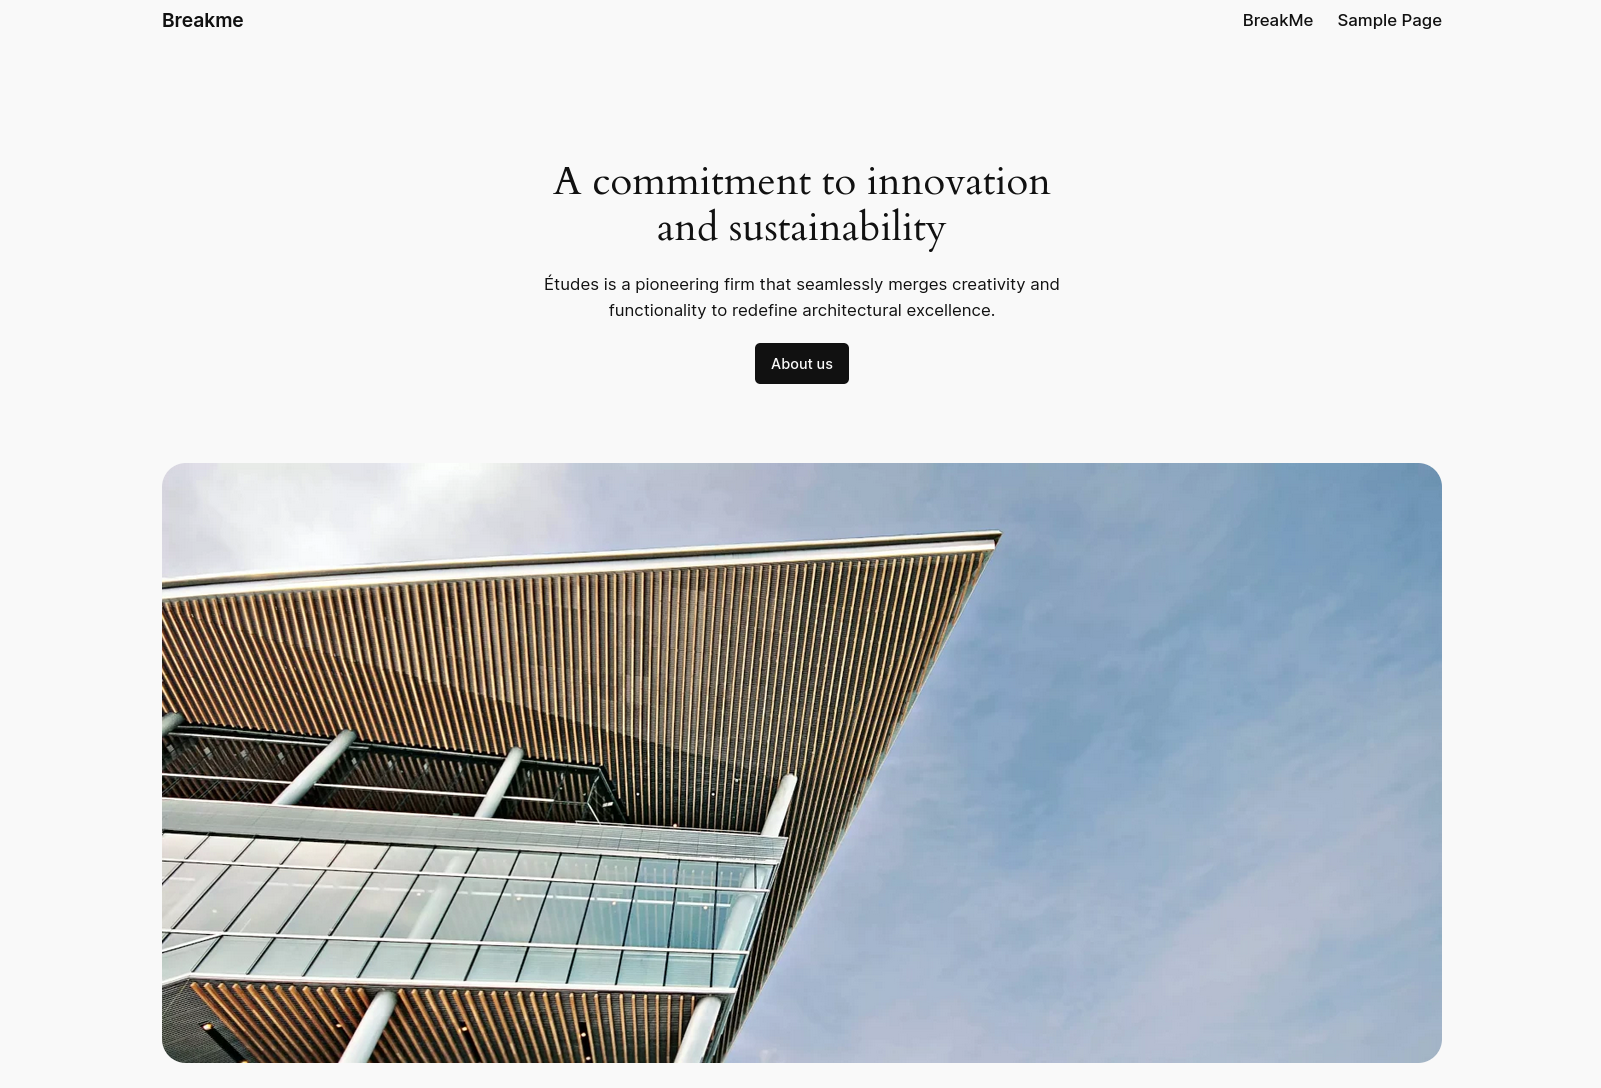 Breakme
BreakMe
Sample Page
A commitment to innovation
and sustainability
Études is a pioneering firm that seamlessly merges creativity and
functionality to redefine architectural excellence.
About us